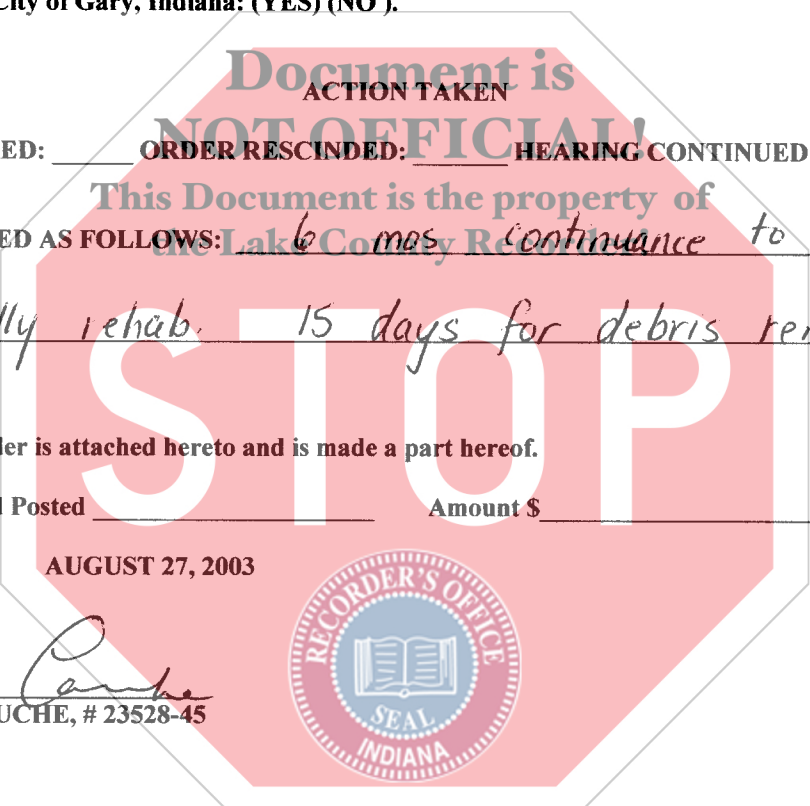 City of Gary, Indiana: (YES) (NO ).
Document is
ACTION TAKEN
NOT OFFICIAL!
ED: ______ ORDER RESCINDED: _______ HEARING CONTINUED
This Document is the property of
ED AS FOLLOWS: 6 mos continuance to
the Lake County Recorder!
lly rehab. 15 days for debris
STOP
der is attached hereto and is made a part hereof.
Posted ____________________ Amount $____________________
AUGUST 27, 2003
UCHE, # 23528-45
RECORDER'S OFFICE
SEAL
INDIANA